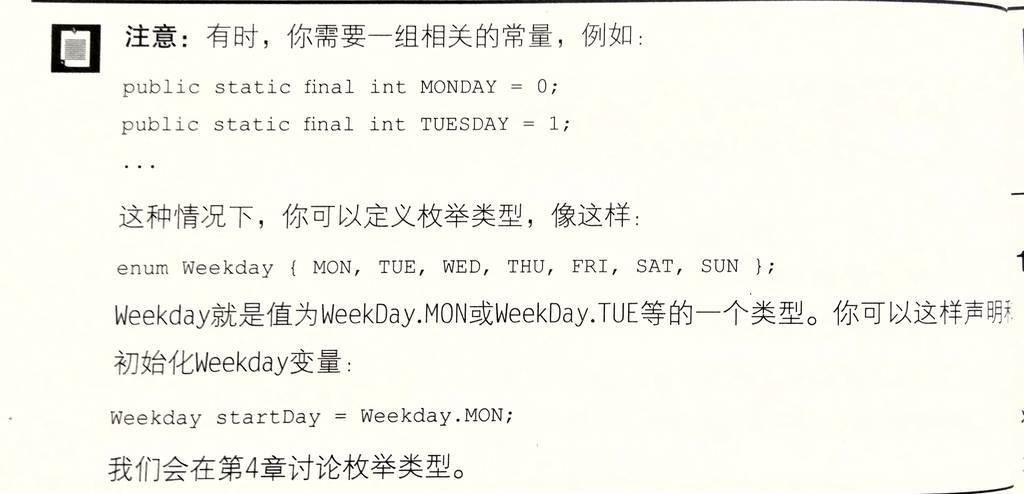 注意：有时，你需要一组相关的常量，例如：
public static final int MONDAY = 0;
public static final int TUESDAY = 1;
...
这种情况下，你可以定义枚举类型，像这样：
enum Weekday { MON, TUE, WED, THU, FRI, SAT, SUN };
Weekday就是值为WeekDay.MON或WeekDay.TUE等的一个类型。你可以这样声明
初始化Weekday变量：
Weekday startDay = Weekday.MON;
我们会在第4章讨论枚举类型。